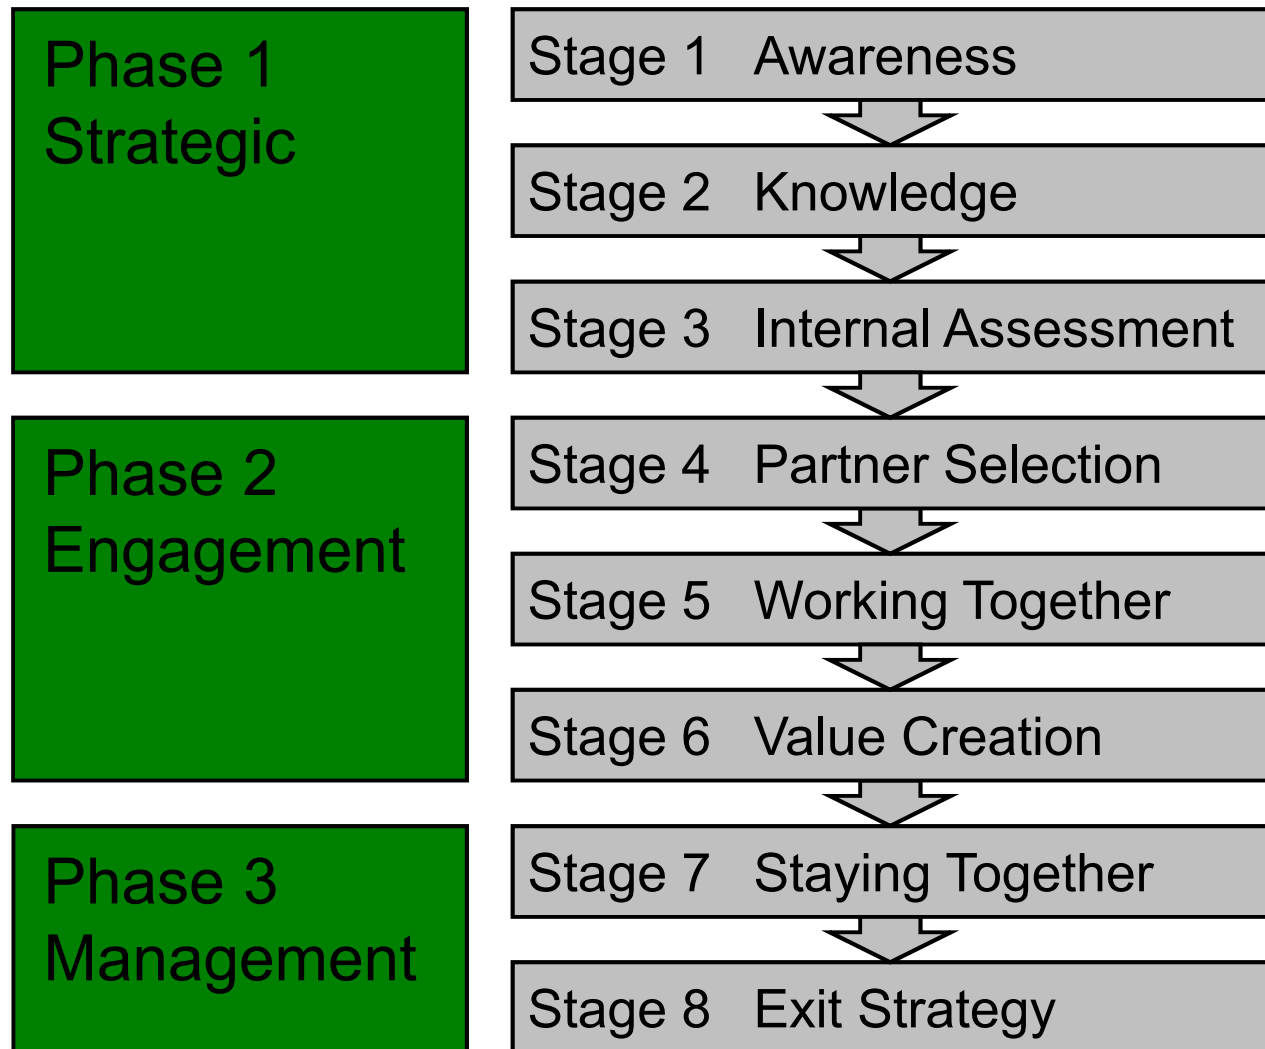 Phase 1
Strategic
Stage 1 Awareness
Stage 2 Knowledge
Stage 3 Internal Assessment
Phase 2
Engagement
Stage 4 Partner Selection
Stage 5 Working Together
Stage 6 Value Creation
Phase 3
Management
Stage 7 Staying Together
Stage 8 Exit Strategy